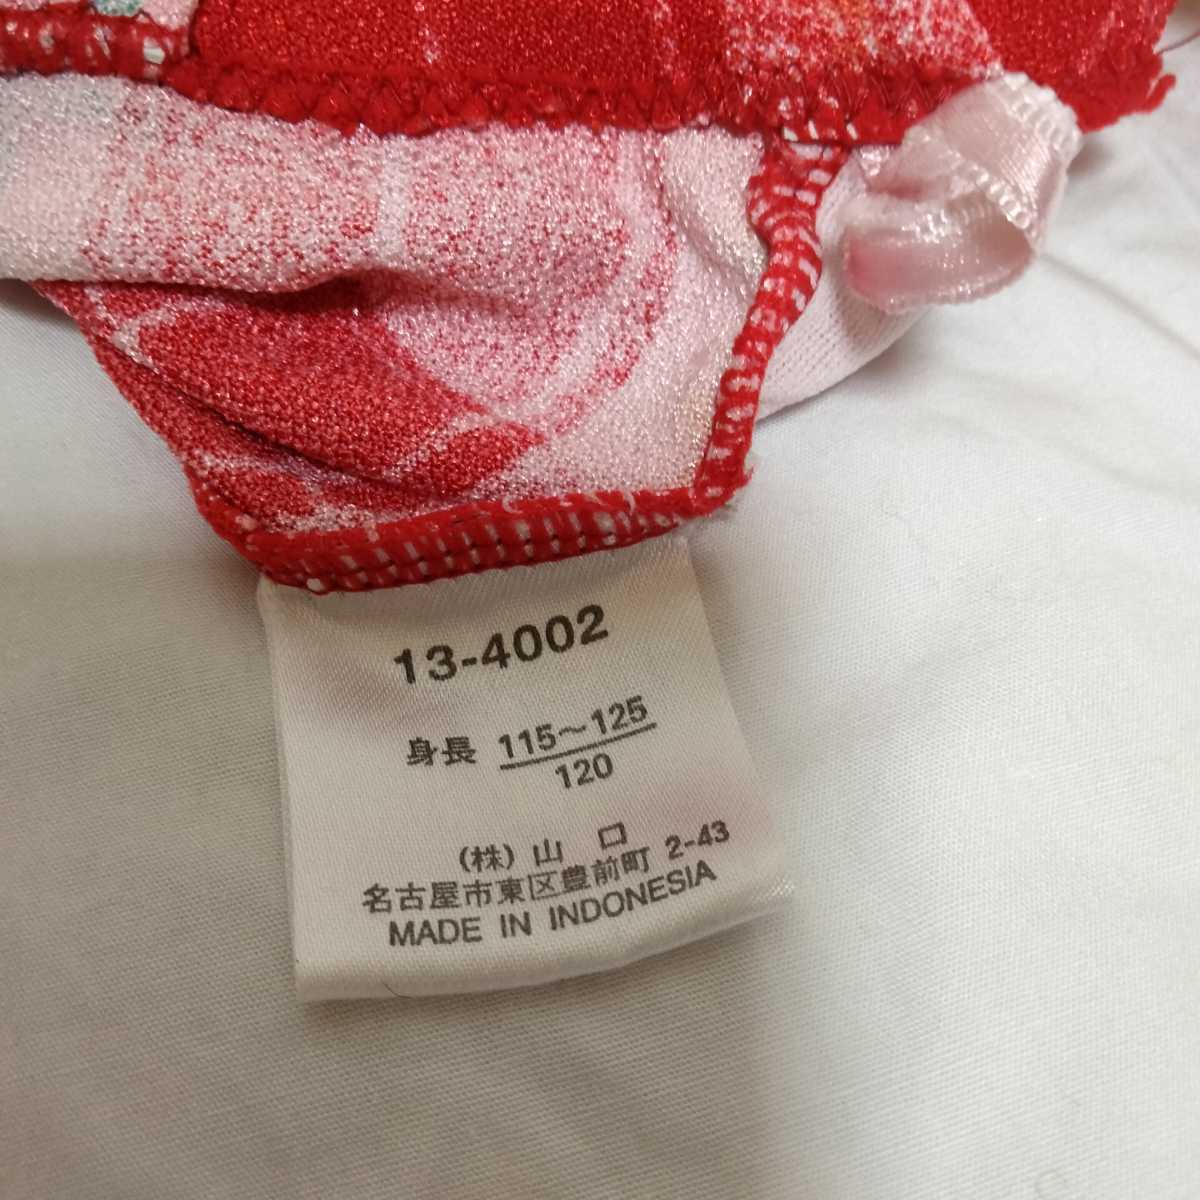 13-4002
身長 115～125
120
(株) 山 口
名古屋市東区豊前町 2-43
MADE IN INDONESIA